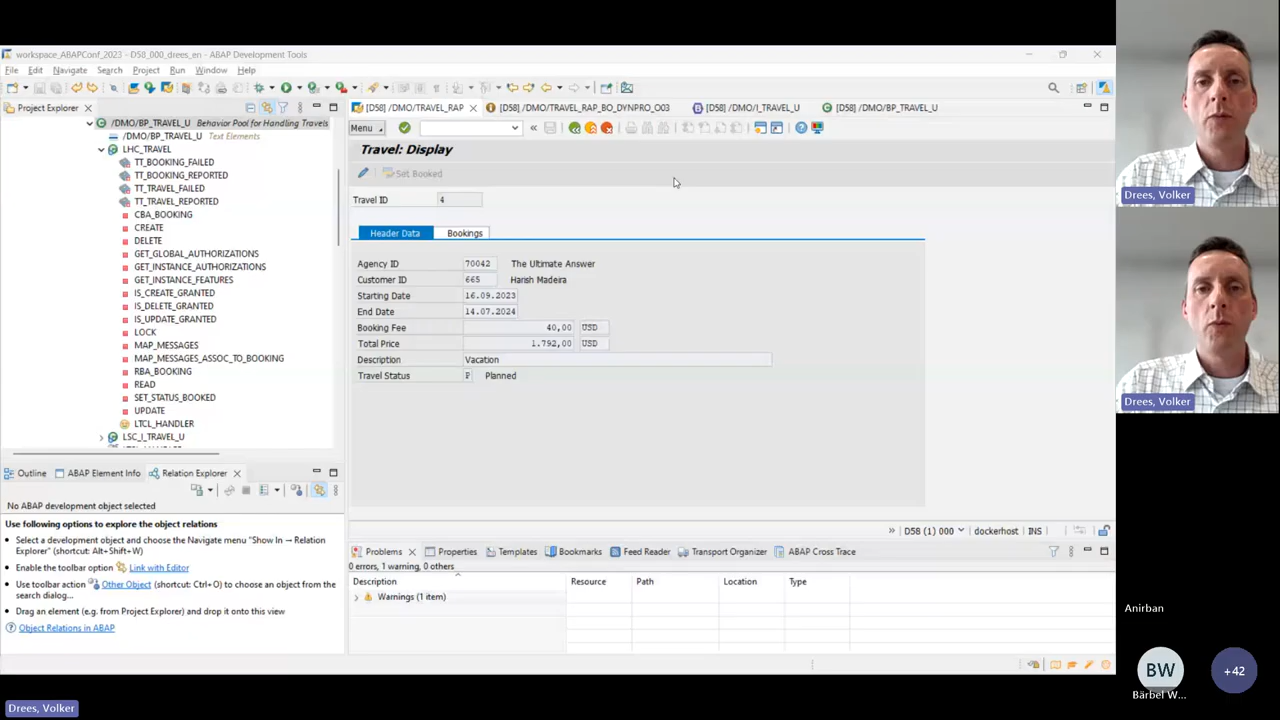 workspace_ABAPConf_2023 - D58_000_drees_en - ABAP Development Tools
File Edit Navigate Search Project Run Window Help
Project Explorer
/DMO/BP_TRAVEL_U Behavior Pool for Handling Travels
/DMO/BP_TRAVEL_U Text Elements
LHC_TRAVEL
TT_BOOKING_FAILED
TT_BOOKING_REPORTED
TT_TRAVEL_FAILED
TT_TRAVEL_REPORTED
CBA_BOOKING
CREATE
DELETE
GET_GLOBAL_AUTHORIZATIONS
GET_INSTANCE_AUTHORIZATIONS
GET_INSTANCE_FEATURES
IS_CREATE_GRANTED
IS_DELETE_GRANTED
IS_UPDATE_GRANTED
LOCK
MAP_MESSAGES
MAP_MESSAGES_ASSOC_TO_BOOKING
RBA_BOOKING
READ
SET_STATUS_BOOKED
UPDATE
LTCL_HANDLER
LSC_I_TRAVEL_U
Outline ABAP Element Info Relation Explorer
No ABAP development object selected
Use following options to explore the object relations
Select a development object and choose the Navigate menu "Show In → Relation
Explorer" (shortcut: Alt+Shift+W)
Enable the toolbar option Link with Editor
Use toolbar action Other Object (shortcut: Ctrl+O) to choose an object from the
search dialog...
Drag an element (e.g. from Project Explorer) and drop it onto this view
Object Relations in ABAP
[D58] /DMO/TRAVEL_RAP [D58] /DMO/TRAVEL_RAP_BO_DYNPRO_OO3 [D58] /DMO/I_TRAVEL_U [D58] /DMO/BP_TRAVEL_U
Menu
Travel: Display
Set Booked
Travel ID 4
Header Data Bookings
Agency ID 70042 The Ultimate Answer
Customer ID 665 Harish Madeira
Starting Date 16.09.2023
End Date 14.07.2024
Booking Fee 40,00 USD
Total Price 1.792,00 USD
Description Vacation
Travel Status P Planned
D58 (1) 000 dockerhost INS
Problems Properties Templates Bookmarks Feed Reader Transport Organizer ABAP Cross Trace
0 errors, 1 warning, 0 others
Description Resource Path Location Type
Warnings (1 item)
Drees, Volker
Drees, Volker
Anirban
BW +42
Bärbel W...
Drees, Volker